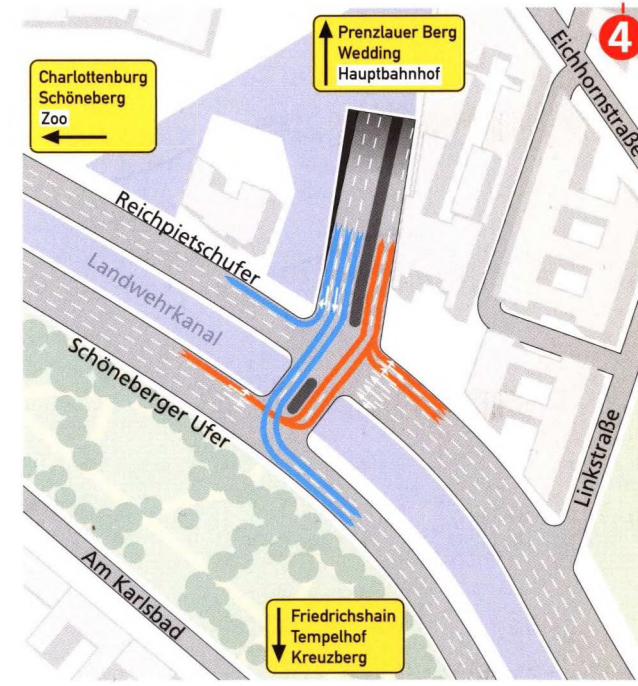 Prenzlauer Berg
Wedding
Hauptbahnhof
4
Charlottenburg
Schöneberg
Zoo
Eichhornstraße
Reichpietschufer
Landwehrkanal
Schöneberger Ufer
Linkstraße
Am Karlsbad
Friedrichshain
Tempelhof
Kreuzberg